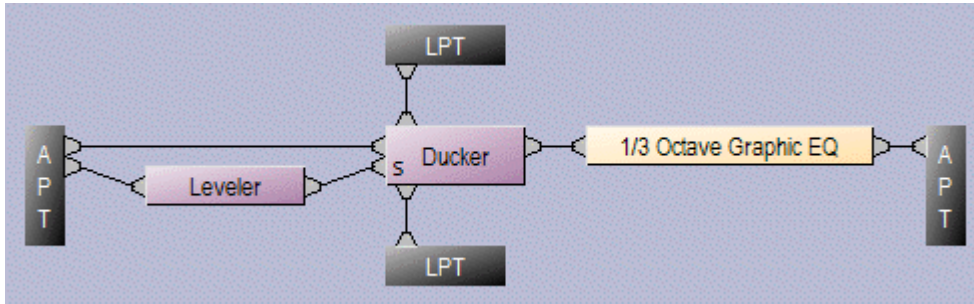 LPT
A
P
T
Leveler
s
Ducker
1/3 Octave Graphic EQ
A
P
T
LPT